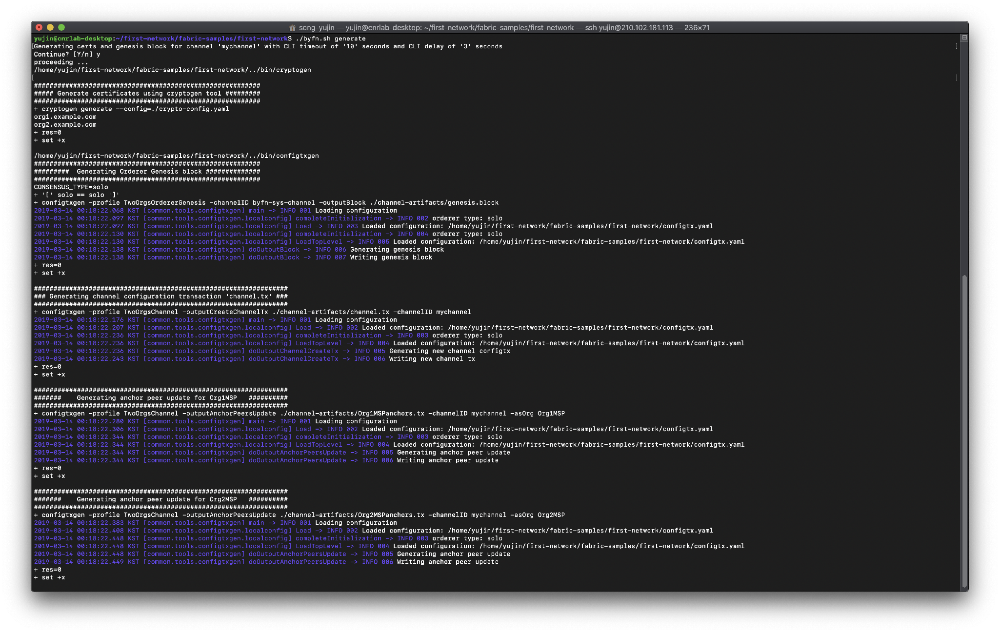 song-yujin — yujin@cnrlab-desktop: ~/first-network/fabric-samples/first-network — ssh yujin@210.102.181.113 — 236×71
yujin@cnrlab-desktop:~/first-network/fabric-samples/first-network$ ./byfn.sh generate
[Generating certs and genesis block for channel 'mychannel' with CLI timeout of '10' seconds and CLI delay of '3' seconds ]
Continue? [Y/n] y
proceeding ...
/home/yujin/first-network/fabric-samples/first-network/../bin/cryptogen
[ ]
##########################################################
##### Generate certificates using cryptogen tool #########
##########################################################
+ cryptogen generate --config=./crypto-config.yaml
org1.example.com
org2.example.com
+ res=0
+ set +x
/home/yujin/first-network/fabric-samples/first-network/../bin/configtxgen
##########################################################
#########  Generating Orderer Genesis block ##############
##########################################################
CONSENSUS_TYPE=solo
+ '[' solo == solo ']'
+ configtxgen -profile TwoOrgsOrdererGenesis -channelID byfn-sys-channel -outputBlock ./channel-artifacts/genesis.block
2019-03-14 00:18:22.068 KST [common.tools.configtxgen] main -> INFO 001 Loading configuration
2019-03-14 00:18:22.097 KST [common.tools.configtxgen.localconfig] completeInitialization -> INFO 002 orderer type: solo
2019-03-14 00:18:22.097 KST [common.tools.configtxgen.localconfig] Load -> INFO 003 Loaded configuration: /home/yujin/first-network/fabric-samples/first-network/configtx.yaml
2019-03-14 00:18:22.130 KST [common.tools.configtxgen.localconfig] completeInitialization -> INFO 004 orderer type: solo
2019-03-14 00:18:22.130 KST [common.tools.configtxgen.localconfig] LoadTopLevel -> INFO 005 Loaded configuration: /home/yujin/first-network/fabric-samples/first-network/configtx.yaml
2019-03-14 00:18:22.138 KST [common.tools.configtxgen] doOutputBlock -> INFO 006 Generating genesis block
2019-03-14 00:18:22.138 KST [common.tools.configtxgen] doOutputBlock -> INFO 007 Writing genesis block
+ res=0
+ set +x
#################################################################
### Generating channel configuration transaction 'channel.tx' ###
#################################################################
+ configtxgen -profile TwoOrgsChannel -outputCreateChannelTx ./channel-artifacts/channel.tx -channelID mychannel
2019-03-14 00:18:22.176 KST [common.tools.configtxgen] main -> INFO 001 Loading configuration
2019-03-14 00:18:22.207 KST [common.tools.configtxgen.localconfig] Load -> INFO 002 Loaded configuration: /home/yujin/first-network/fabric-samples/first-network/configtx.yaml
2019-03-14 00:18:22.236 KST [common.tools.configtxgen.localconfig] completeInitialization -> INFO 003 orderer type: solo
2019-03-14 00:18:22.236 KST [common.tools.configtxgen.localconfig] LoadTopLevel -> INFO 004 Loaded configuration: /home/yujin/first-network/fabric-samples/first-network/configtx.yaml
2019-03-14 00:18:22.236 KST [common.tools.configtxgen] doOutputChannelCreateTx -> INFO 005 Generating new channel configtx
2019-03-14 00:18:22.243 KST [common.tools.configtxgen] doOutputChannelCreateTx -> INFO 006 Writing new channel tx
+ res=0
+ set +x
#################################################################
#######    Generating anchor peer update for Org1MSP   ##########
#################################################################
+ configtxgen -profile TwoOrgsChannel -outputAnchorPeersUpdate ./channel-artifacts/Org1MSPanchors.tx -channelID mychannel -asOrg Org1MSP
2019-03-14 00:18:22.280 KST [common.tools.configtxgen] main -> INFO 001 Loading configuration
2019-03-14 00:18:22.306 KST [common.tools.configtxgen.localconfig] Load -> INFO 002 Loaded configuration: /home/yujin/first-network/fabric-samples/first-network/configtx.yaml
2019-03-14 00:18:22.344 KST [common.tools.configtxgen.localconfig] completeInitialization -> INFO 003 orderer type: solo
2019-03-14 00:18:22.344 KST [common.tools.configtxgen.localconfig] LoadTopLevel -> INFO 004 Loaded configuration: /home/yujin/first-network/fabric-samples/first-network/configtx.yaml
2019-03-14 00:18:22.344 KST [common.tools.configtxgen] doOutputAnchorPeersUpdate -> INFO 005 Generating anchor peer update
2019-03-14 00:18:22.344 KST [common.tools.configtxgen] doOutputAnchorPeersUpdate -> INFO 006 Writing anchor peer update
+ res=0
+ set +x
#################################################################
#######    Generating anchor peer update for Org2MSP   ##########
#################################################################
+ configtxgen -profile TwoOrgsChannel -outputAnchorPeersUpdate ./channel-artifacts/Org2MSPanchors.tx -channelID mychannel -asOrg Org2MSP
2019-03-14 00:18:22.383 KST [common.tools.configtxgen] main -> INFO 001 Loading configuration
2019-03-14 00:18:22.408 KST [common.tools.configtxgen.localconfig] Load -> INFO 002 Loaded configuration: /home/yujin/first-network/fabric-samples/first-network/configtx.yaml
2019-03-14 00:18:22.448 KST [common.tools.configtxgen.localconfig] completeInitialization -> INFO 003 orderer type: solo
2019-03-14 00:18:22.448 KST [common.tools.configtxgen.localconfig] LoadTopLevel -> INFO 004 Loaded configuration: /home/yujin/first-network/fabric-samples/first-network/configtx.yaml
2019-03-14 00:18:22.448 KST [common.tools.configtxgen] doOutputAnchorPeersUpdate -> INFO 005 Generating anchor peer update
2019-03-14 00:18:22.449 KST [common.tools.configtxgen] doOutputAnchorPeersUpdate -> INFO 006 Writing anchor peer update
+ res=0
+ set +x